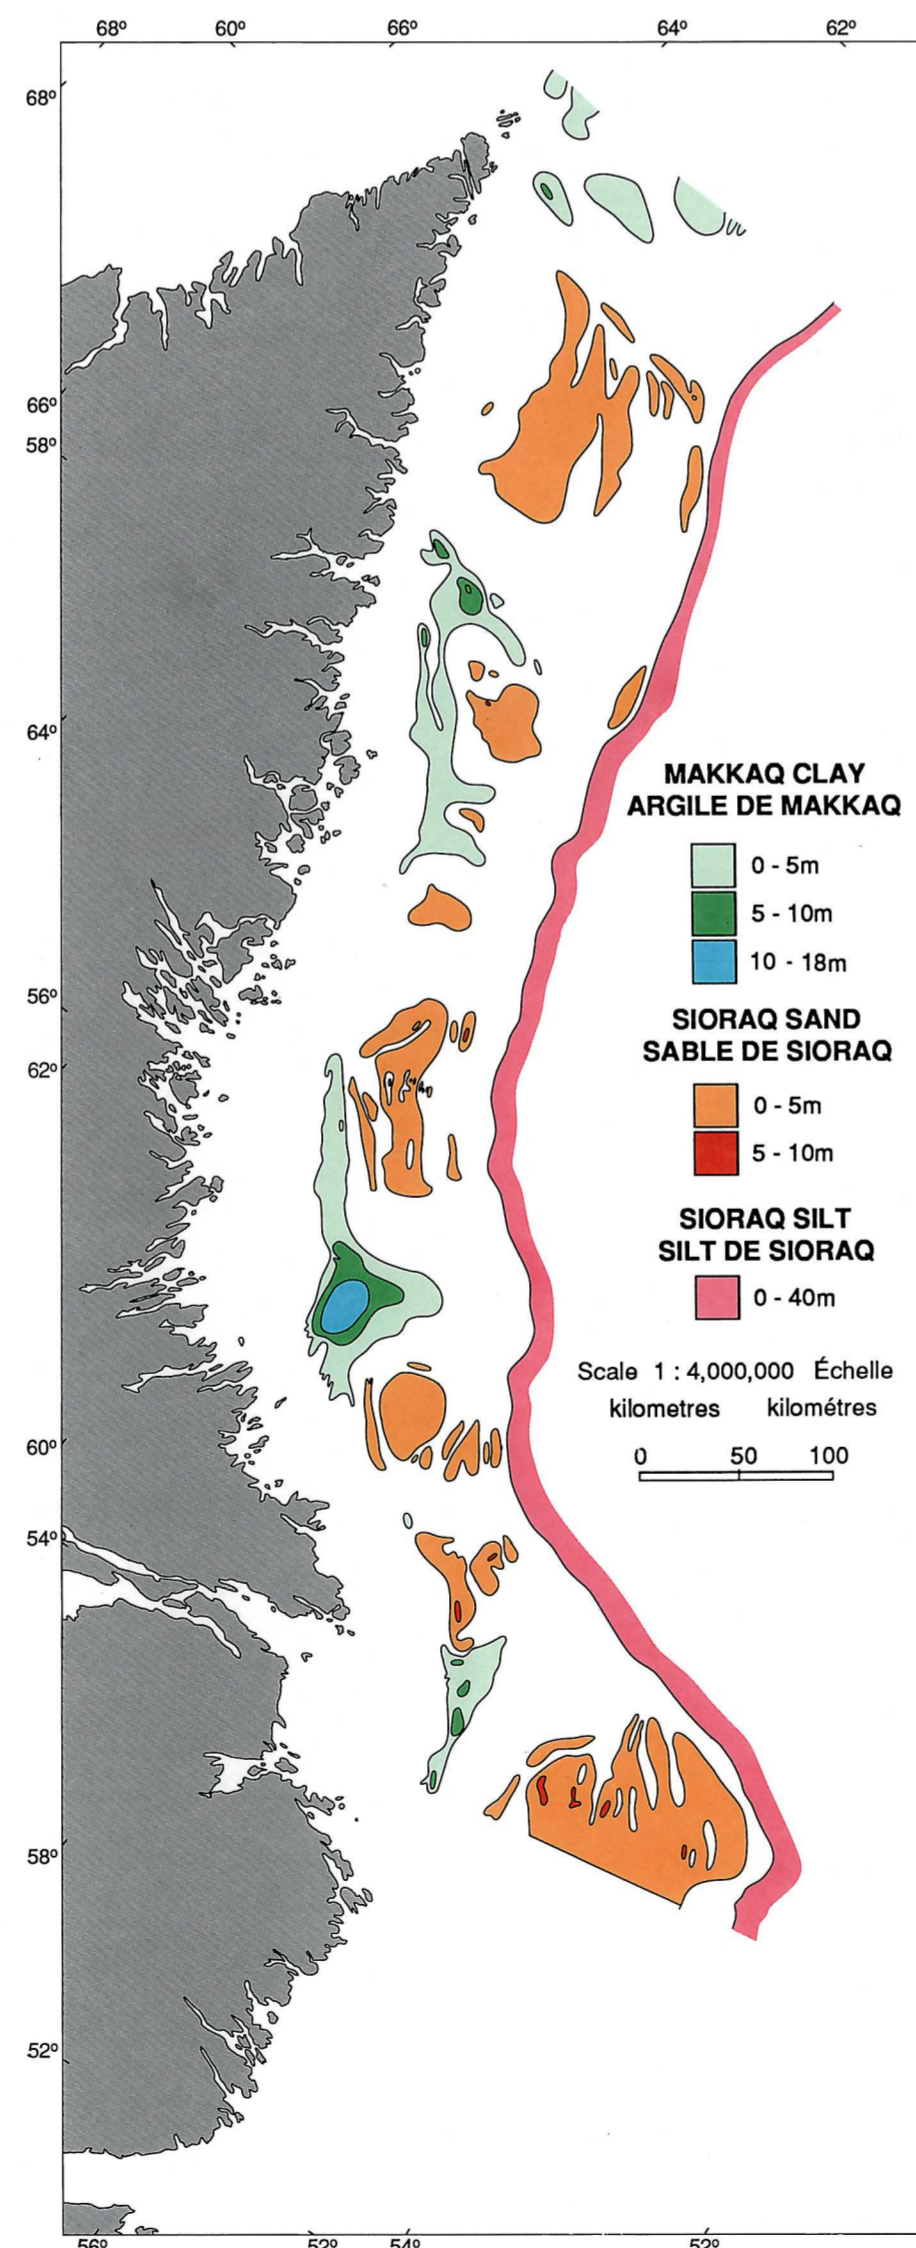 68º 60º 66º 64º 62º
68º
66º
58º
64º
MAKKAQ CLAY
ARGILE DE MAKKAQ
0 - 5m
5 - 10m
10 - 18m
56º
SIORAQ SAND
SABLE DE SIORAQ
62º
0 - 5m
5 - 10m
SIORAQ SILT
SILT DE SIORAQ
0 - 40m
Scale 1 : 4,000,000 Échelle
kilometres kilométres
60º
0 50 100
54º
58º
52º
56º 52º 54º 52º